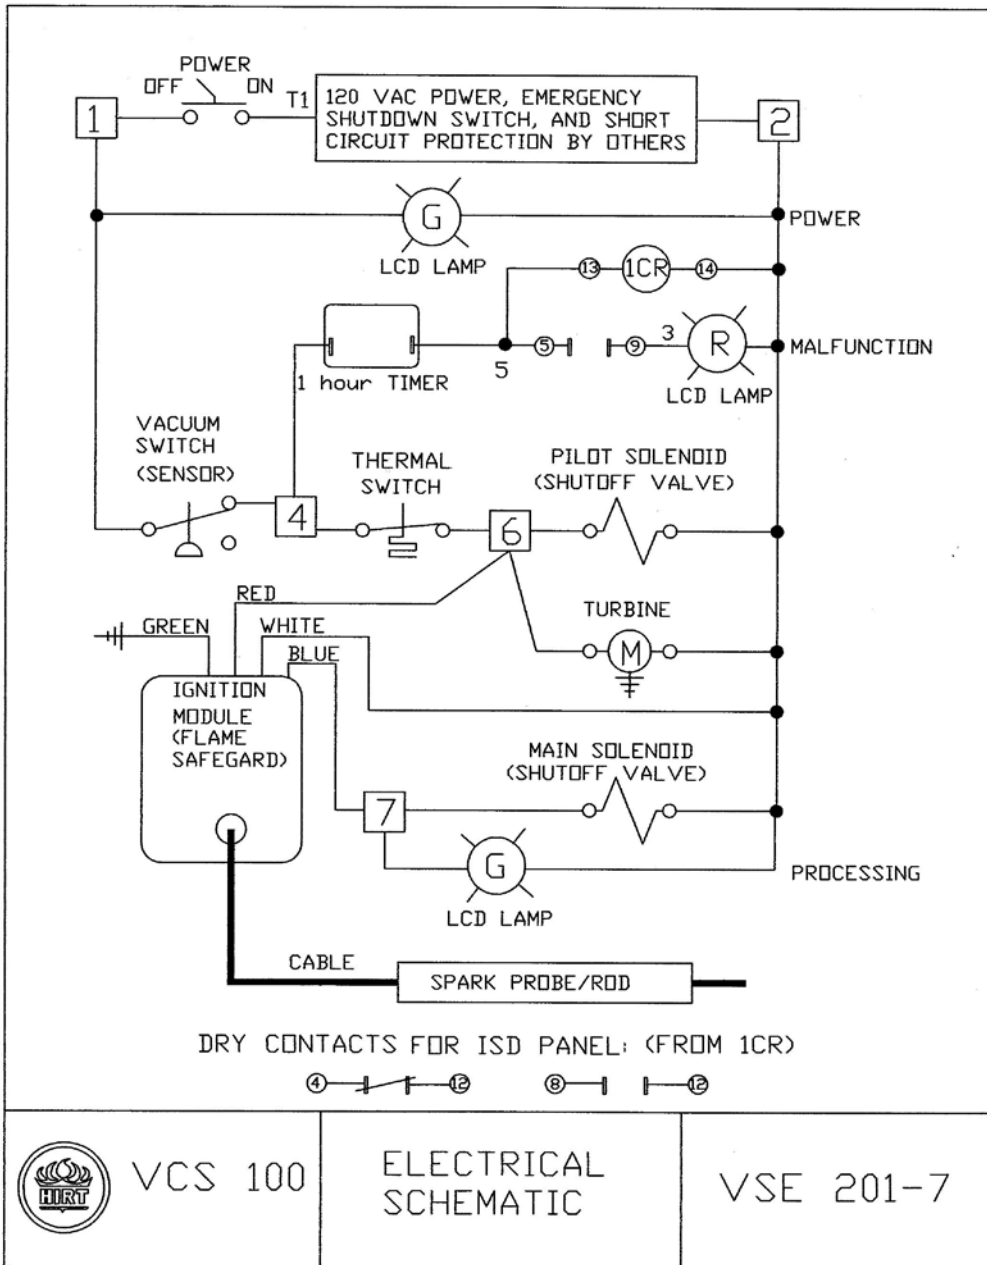 POWER
OFF ON
1
T1
120 VAC POWER, EMERGENCY
SHUTDOWN SWITCH, AND SHORT
CIRCUIT PROTECTION BY OTHERS
2
G
POWER
LCD LAMP
13
1CR
14
5
9
3
R
MALFUNCTION
5
1 hour TIMER
LCD LAMP
VACUUM
SWITCH
(SENSOR)
THERMAL
SWITCH
PILOT SOLENOID
(SHUTOFF VALVE)
4
6
RED
TURBINE
GREEN
WHITE
BLUE
M
IGNITION
MODULE
(FLAME
SAFEGARD)
MAIN SOLENOID
(SHUTOFF VALVE)
7
G
PROCESSING
LCD LAMP
CABLE
SPARK PROBE/ROD
DRY CONTACTS FOR ISD PANEL: (FROM 1CR)
4 12 8 12
HIRT
VCS 100
ELECTRICAL
SCHEMATIC
VSE 201-7